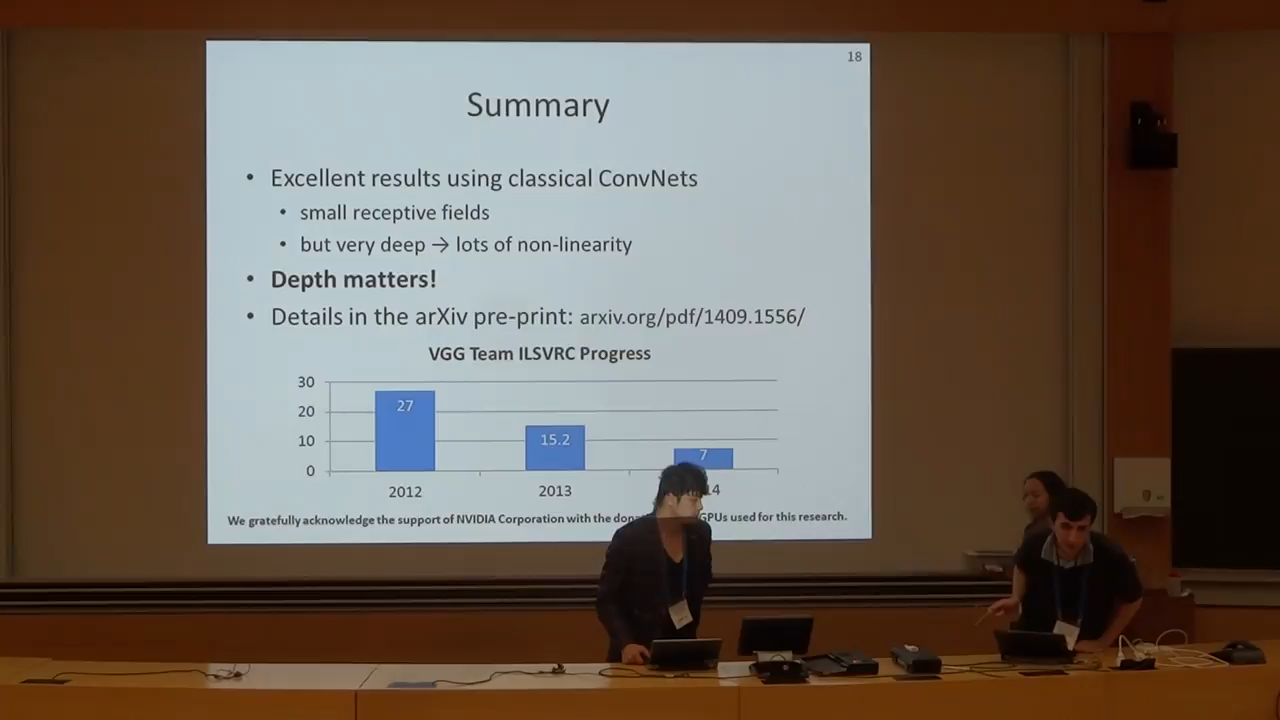 18
Summary
• Excellent results using classical ConvNets
• small receptive fields
• but very deep → lots of non-linearity
• Depth matters!
• Details in the arXiv pre-print: arxiv.org/pdf/1409.1556/
VGG Team ILSVRC Progress
30
20
10
0
27
15.2
7
2012
2013
14
We gratefully acknowledge the support of NVIDIA Corporation with the GPUs used for this research.